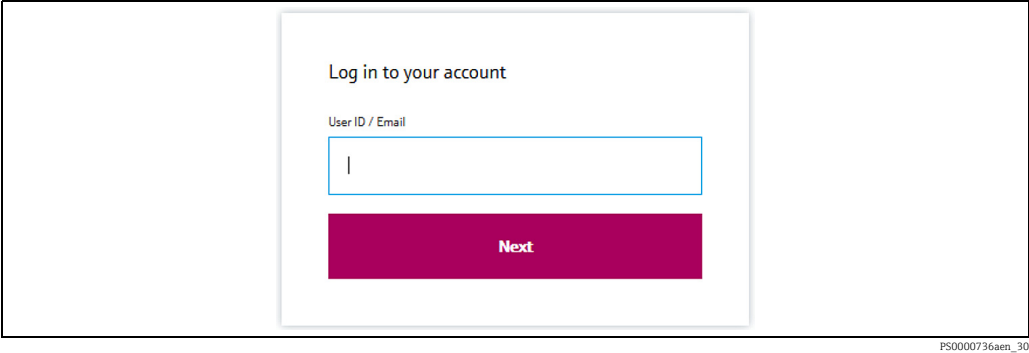 Log in to your account
User ID / Email
Next
PS0000736aen_30